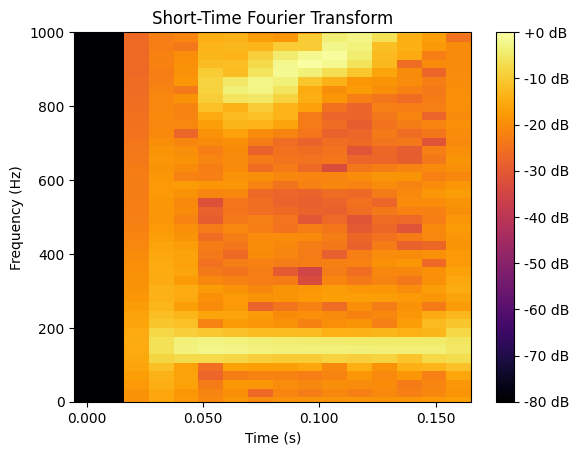 Short-Time Fourier Transform
1000
800
600
400
200
0
Frequency (Hz)
0.000
0.050
0.100
0.150
Time (s)
+0 dB
-10 dB
-20 dB
-30 dB
-40 dB
-50 dB
-60 dB
-70 dB
-80 dB